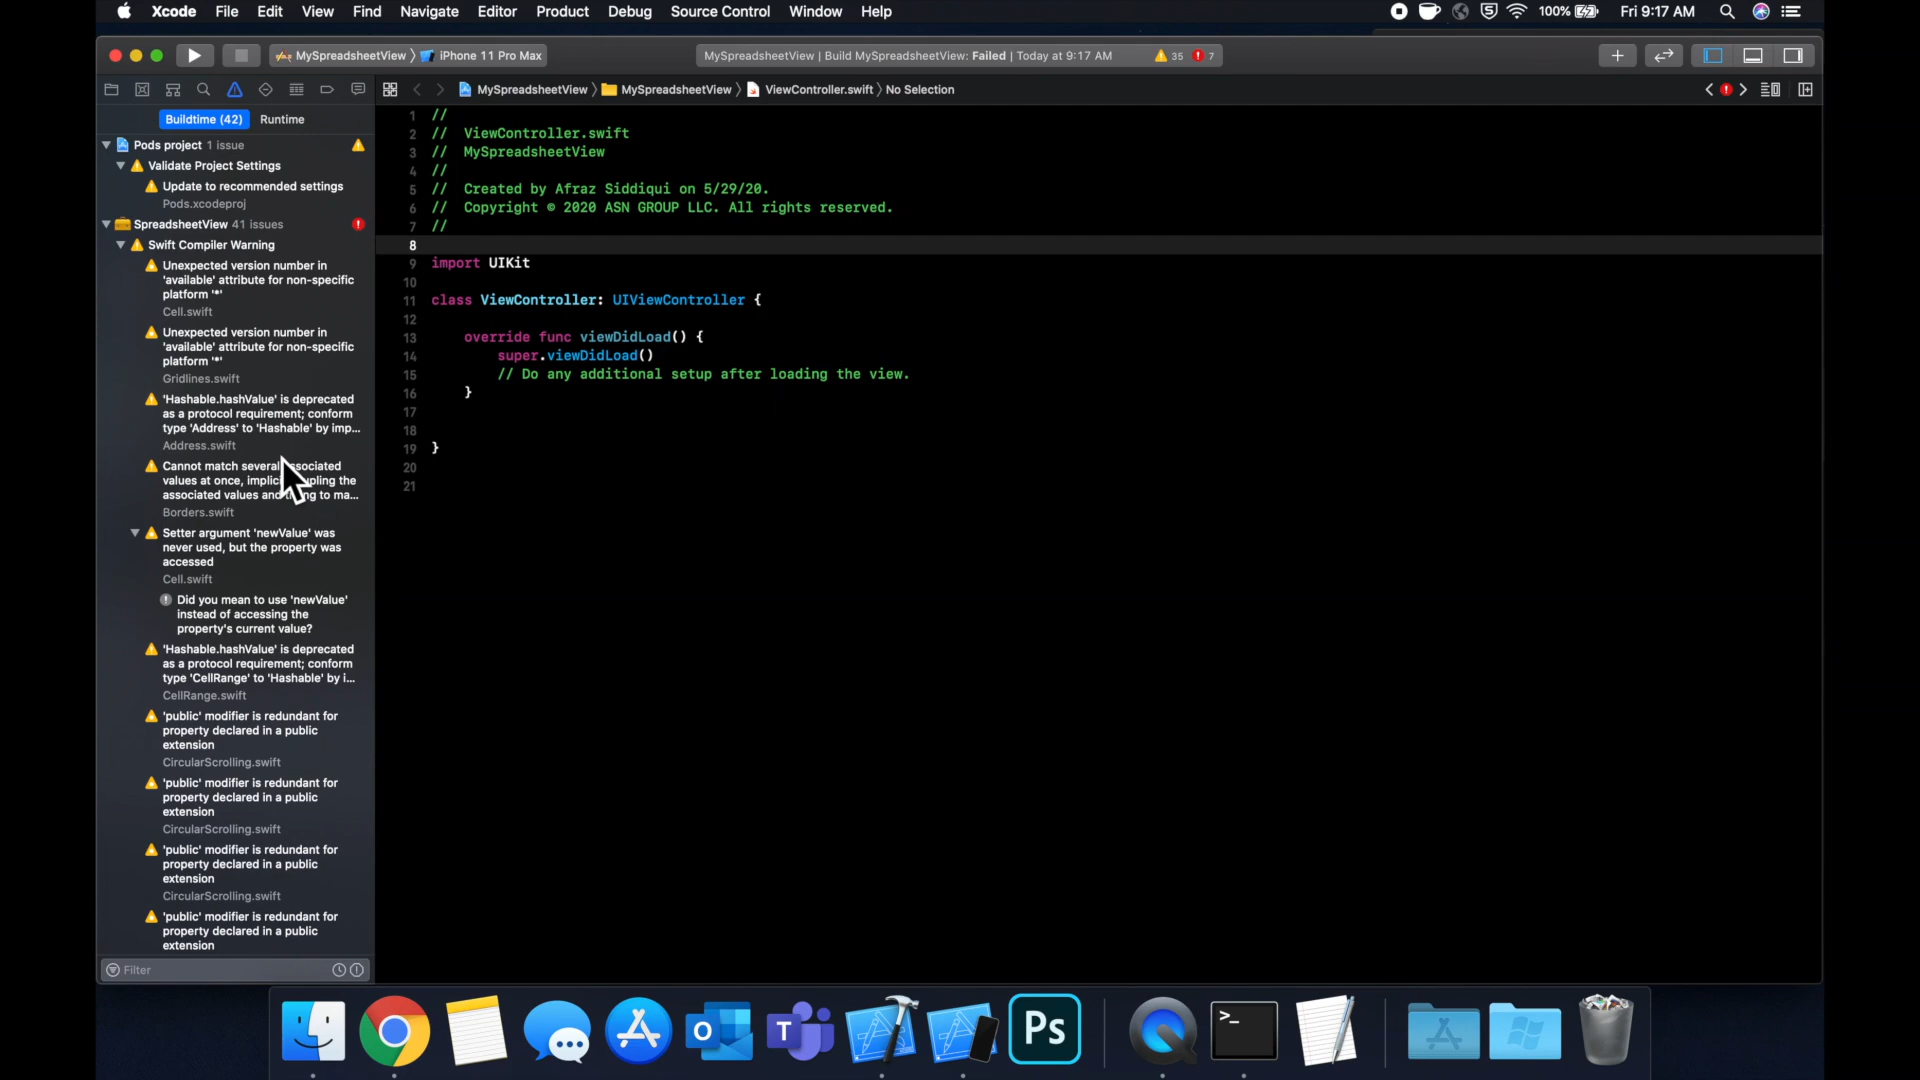 Xcode File Edit View Find Navigate Editor Product Debug Source Control Window Help
100% Fri 9:17 AM
MySpreadsheetView iPhone 11 Pro Max
MySpreadsheetView | Build MySpreadsheetView: Failed | Today at 9:17 AM 35 7
MySpreadsheetView MySpreadsheetView ViewController.swift No Selection
Buildtime (42) Runtime
Pods project 1 issue
Validate Project Settings
Update to recommended settings
Pods.xcodeproj
SpreadsheetView 41 issues
Swift Compiler Warning
Unexpected version number in
'available' attribute for non-specific
platform '*'
Cell.swift
Unexpected version number in
'available' attribute for non-specific
platform '*'
Gridlines.swift
'Hashable.hashValue' is deprecated
as a protocol requirement; conform
type 'Address' to 'Hashable' by imp...
Address.swift
Cannot match several
values at once,
associated values and to ma...
Borders.swift
Setter argument 'newValue' was
never used, but the property was
accessed
Cell.swift
Did you mean to use 'newValue'
instead of accessing the
property's current value?
'Hashable.hashValue' is deprecated
as a protocol requirement; conform
type 'CellRange' to 'Hashable' by i...
CellRange.swift
'public' modifier is redundant for
property declared in a public
extension
CircularScrolling.swift
'public' modifier is redundant for
property declared in a public
extension
CircularScrolling.swift
'public' modifier is redundant for
property declared in a public
extension
CircularScrolling.swift
'public' modifier is redundant for
property declared in a public
extension
Filter
1 //
2 // ViewController.swift
3 // MySpreadsheetView
4 //
5 // Created by Afraz Siddiqui on 5/29/20.
6 // Copyright © 2020 ASN GROUP LLC. All rights reserved.
7 //
8
9 import UIKit
10
11 class ViewController: UIViewController {
12
13 override func viewDidLoad() {
14 super.viewDidLoad()
15 // Do any additional setup after loading the view.
16 }
17
18
19 }
20
21
Ps